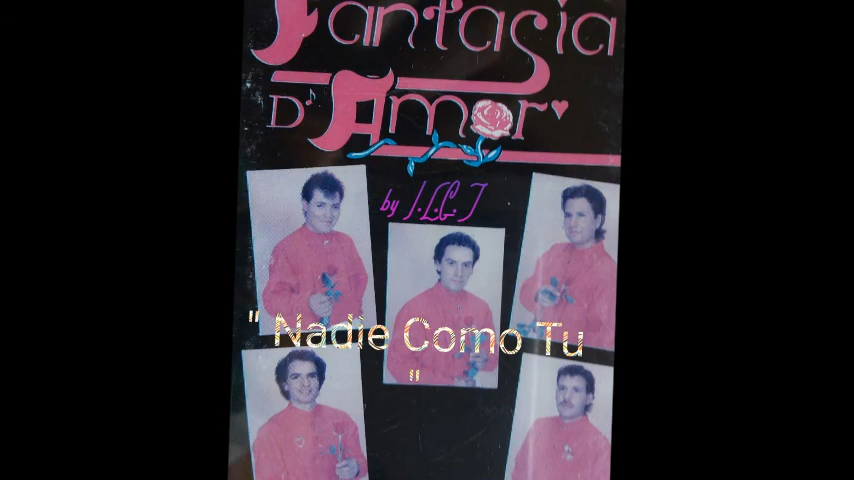 Fantasia
D' Amor
by I.L.G.J
" Nadie Como Tu
"